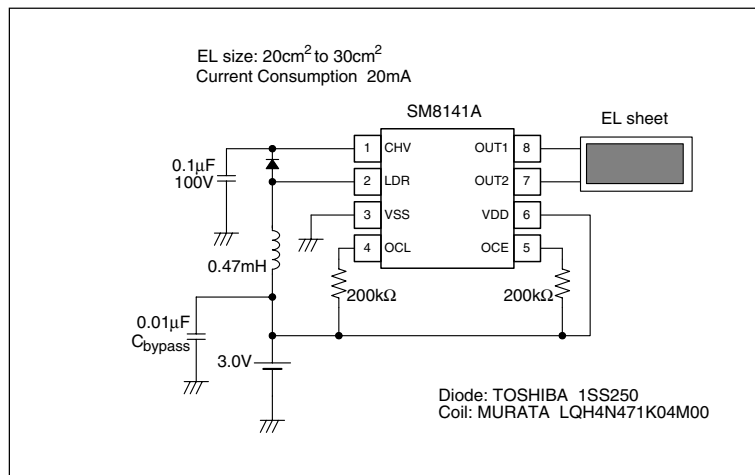 EL size: 20cm² to 30cm²
Current Consumption 20mA
SM8141A
EL sheet
1 CHV OUT1 8
0.1µF
100V
2 LDR OUT2 7
3 VSS VDD 6
4 OCL OCE 5
0.47mH
200kΩ 200kΩ
0.01µF
Cbypass
3.0V
Diode: TOSHIBA 1SS250
Coil: MURATA LQH4N471K04M00